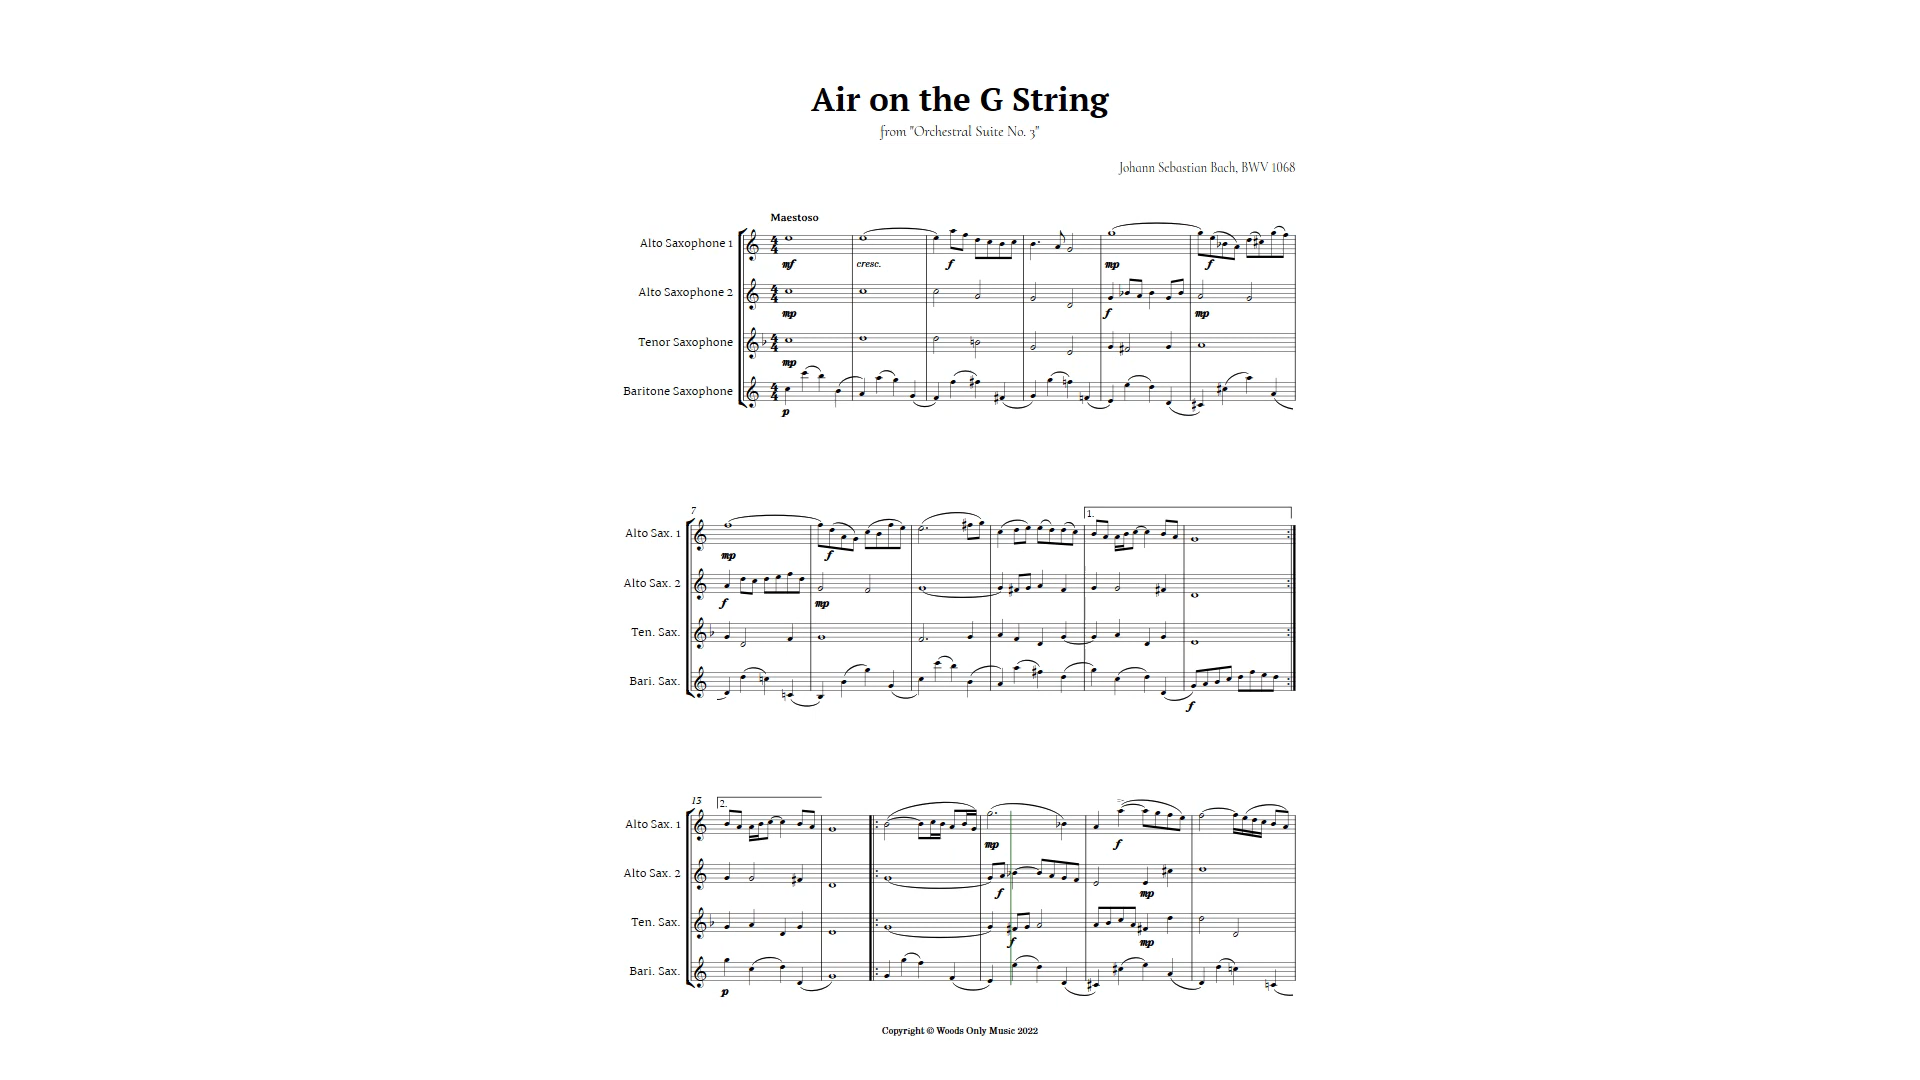 Air on the G String
from "Orchestral Suite No. 3"
Johann Sebastian Bach, BWV 1068
Maestoso
Alto Saxophone 1
mf cresc. f mp f
Alto Saxophone 2
mp f mp
Tenor Saxophone
mp
Baritone Saxophone
p
7
1.
Alto Sax. 1
mp f
Alto Sax. 2
f mp
Ten. Sax.
Bari. Sax.
f
13
2.
Alto Sax. 1
mp f
Alto Sax. 2
f mp
Ten. Sax.
f mp
Bari. Sax.
p
Copyright © Woods Only Music 2022